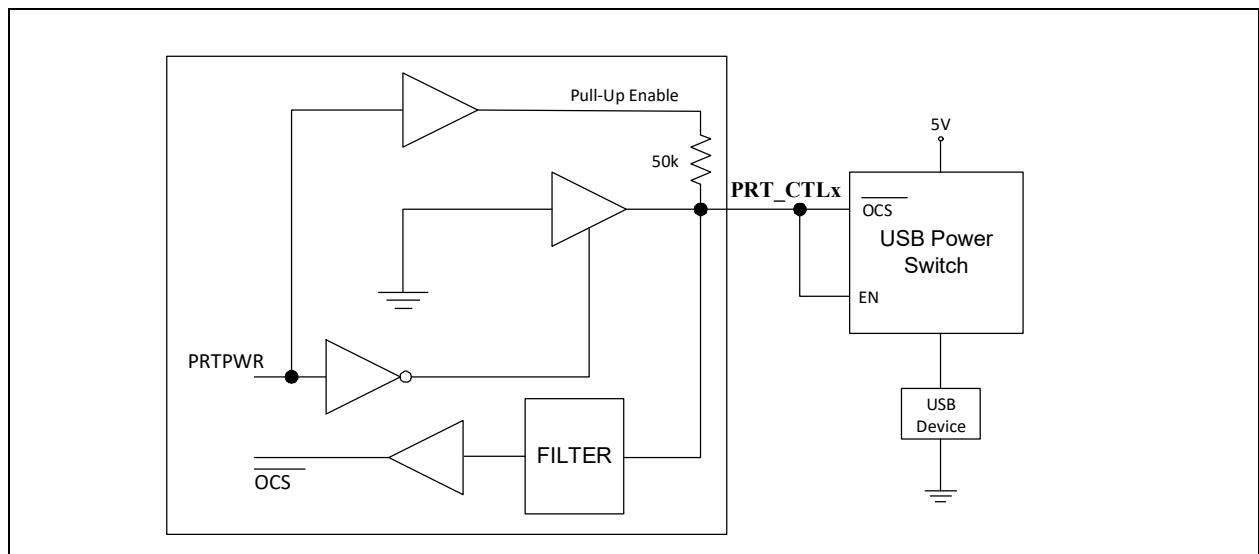 Pull-Up Enable
5V
50k
PRT_CTLx
OCS
USB Power
Switch
EN
PRTPWR
USB
Device
FILTER
OCS